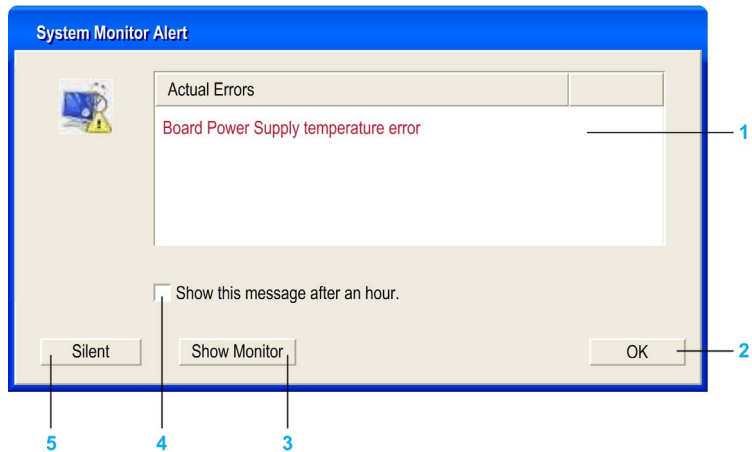 System Monitor Alert
Actual Errors
Board Power Supply temperature error
1
Show this message after an hour.
Silent
Show Monitor
OK
2
5
4
3